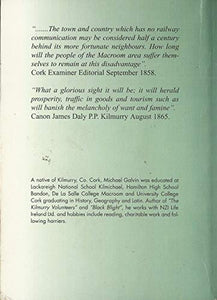 ".......The town and country which has no railway
communication may be considered half a century
behind its more fortunate neighbours. How long
will the people of the Macroom area suffer them-
selves to remain at this disadvantage".
Cork Examiner Editorial September 1858.
"What a glorious sight it will be; it will herald
prosperity, traffic in goods and tourism such as
will banish the melancholy of want and famine".
Canon James Daly P.P. Kilmurry August 1865.
A native of Kilmurry, Co. Cork, Michael Galvin was educated at
Lackareigh National School Kilmichael, Hamilton High School
Bandon, De La Salle College Macroom and University College
Cork graduating in History, Geography and Latin. Author of "The
Kilmurry Volunteers" and "Black Blight", he works with NZI Life
Ireland Ltd. and hobbies include reading, charitable work and fol-
lowing harriers.